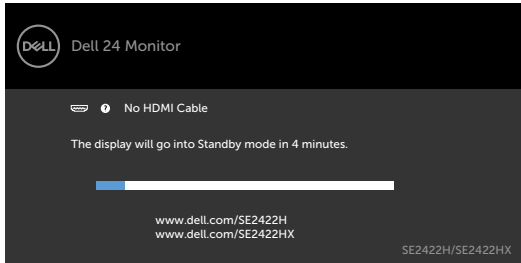 DELL
Dell 24 Monitor
? No HDMI Cable
The display will go into Standby mode in 4 minutes.
www.dell.com/SE2422H
www.dell.com/SE2422HX
SE2422H/SE2422HX